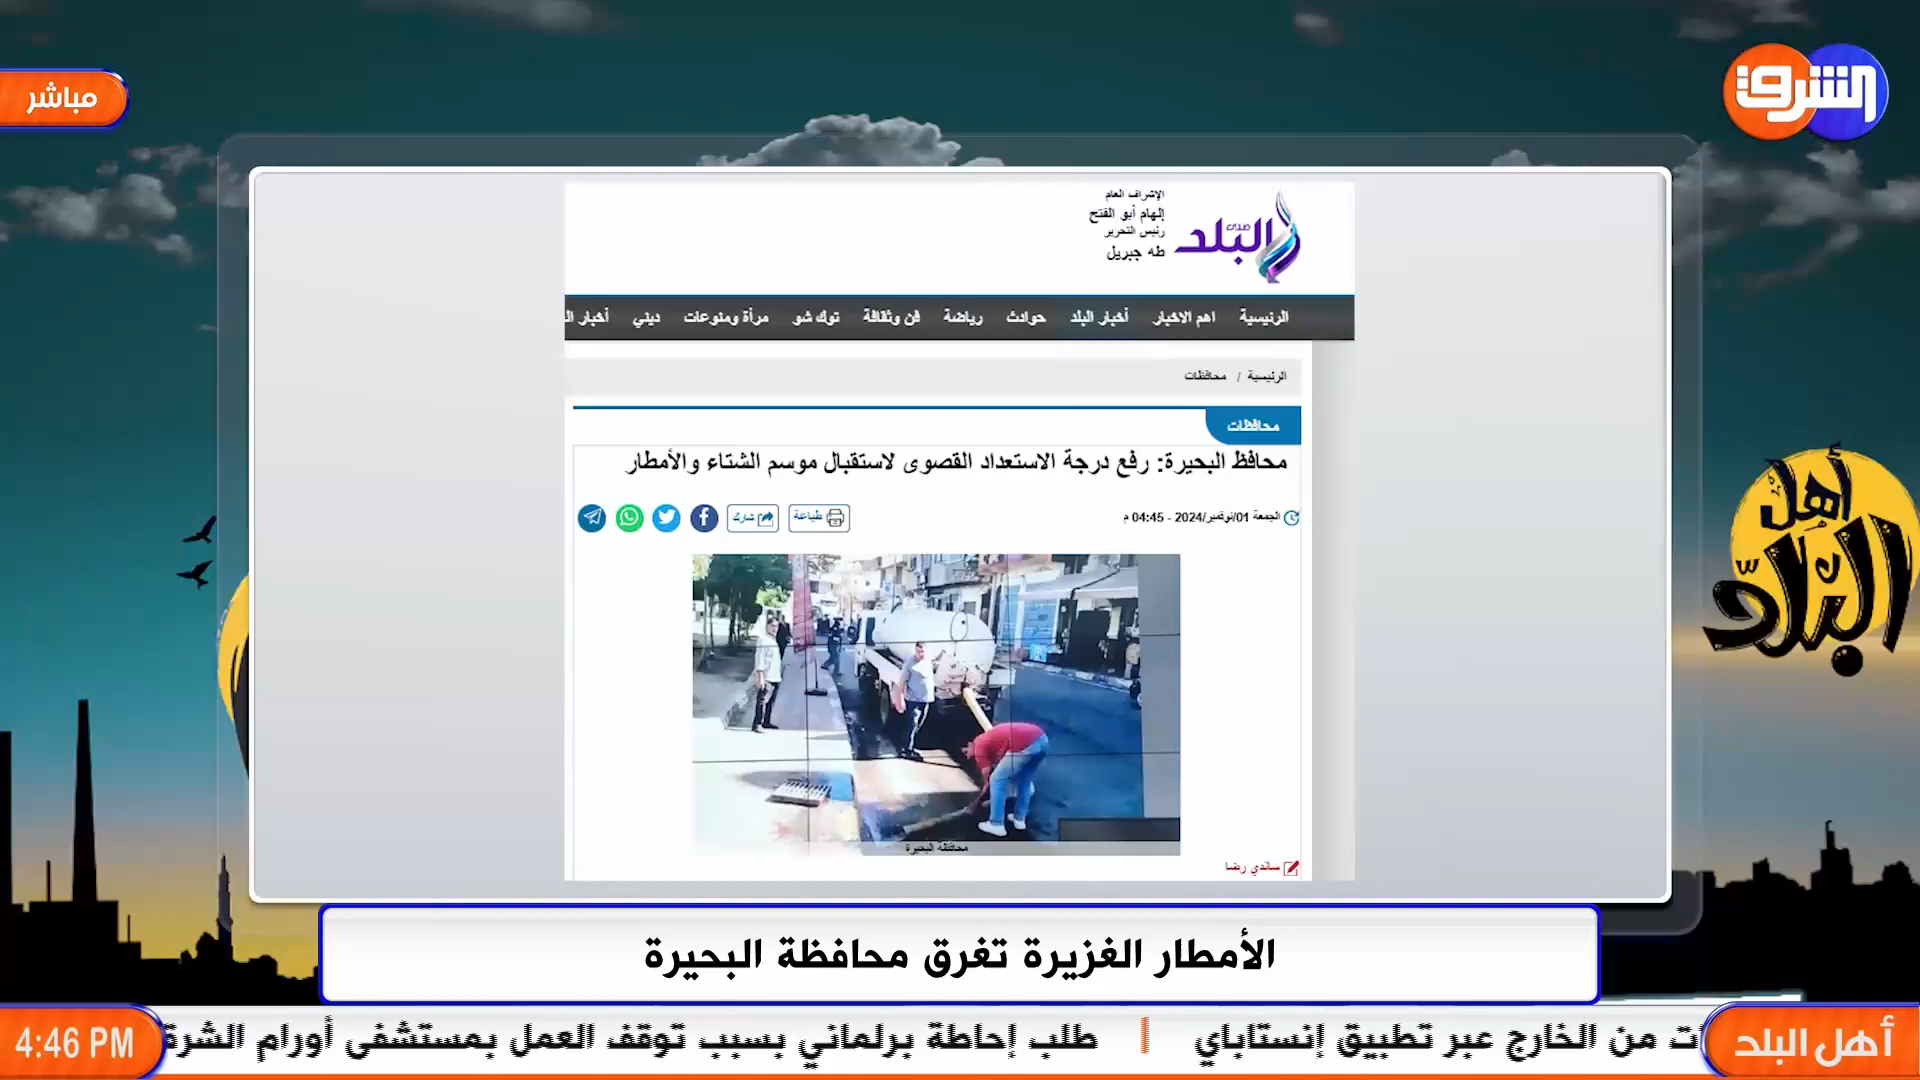 مباشر
الشرق
الإشراف العام
إلهام أبو الفتح
رئيس التحرير
طه جبريل
صدى البلد
الرئيسية اهم الاخبار أخبار البلد حوادث رياضة فن وثقافة توك شو مرأة ومنوعات ديني أخبار ال
الرئيسية / محافظات
محافظات
محافظ البحيرة: رفع درجة الاستعداد القصوى لاستقبال موسم الشتاء والأمطار
الجمعة 01/نوفمبر/2024 - 04:45 م
طباعة شارك
محافظة البحيرة
ساندي رضا
أهل
البلد
الأمطار الغزيرة تغرق محافظة البحيرة
أهل البلد
ت من الخارج عبر تطبيق إنستاباي | طلب إحاطة برلماني بسبب توقف العمل بمستشفى أورام الشرق
4:46 PM